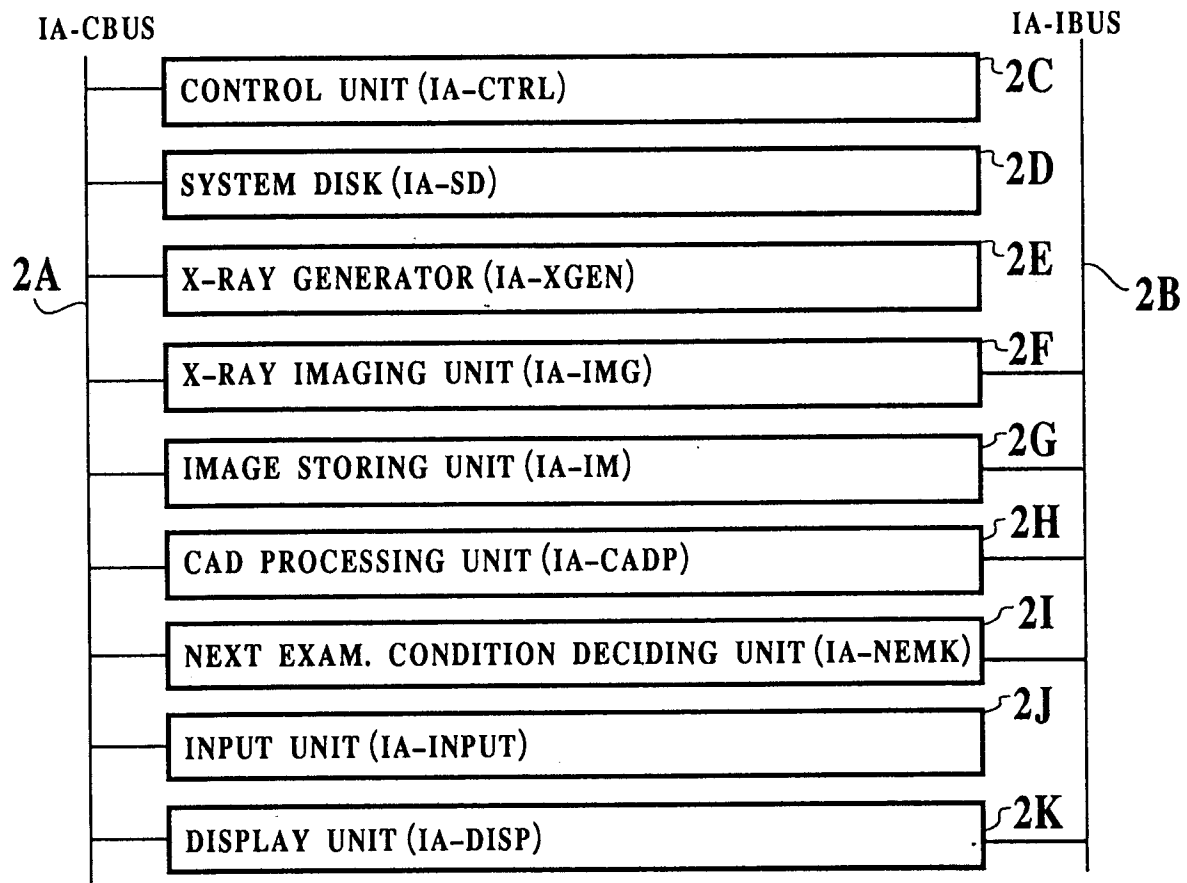 IA-CBUS
IA-IBUS
CONTROL UNIT (IA-CTRL)
2C
SYSTEM DISK (IA-SD)
2D
X-RAY GENERATOR (IA-XGEN)
2E
2A
2B
X-RAY IMAGING UNIT (IA-IMG)
2F
IMAGE STORING UNIT (IA-IM)
2G
CAD PROCESSING UNIT (IA-CADP)
2H
NEXT EXAM. CONDITION DECIDING UNIT (IA-NEMK)
2I
INPUT UNIT (IA-INPUT)
2J
DISPLAY UNIT (IA-DISP)
2K